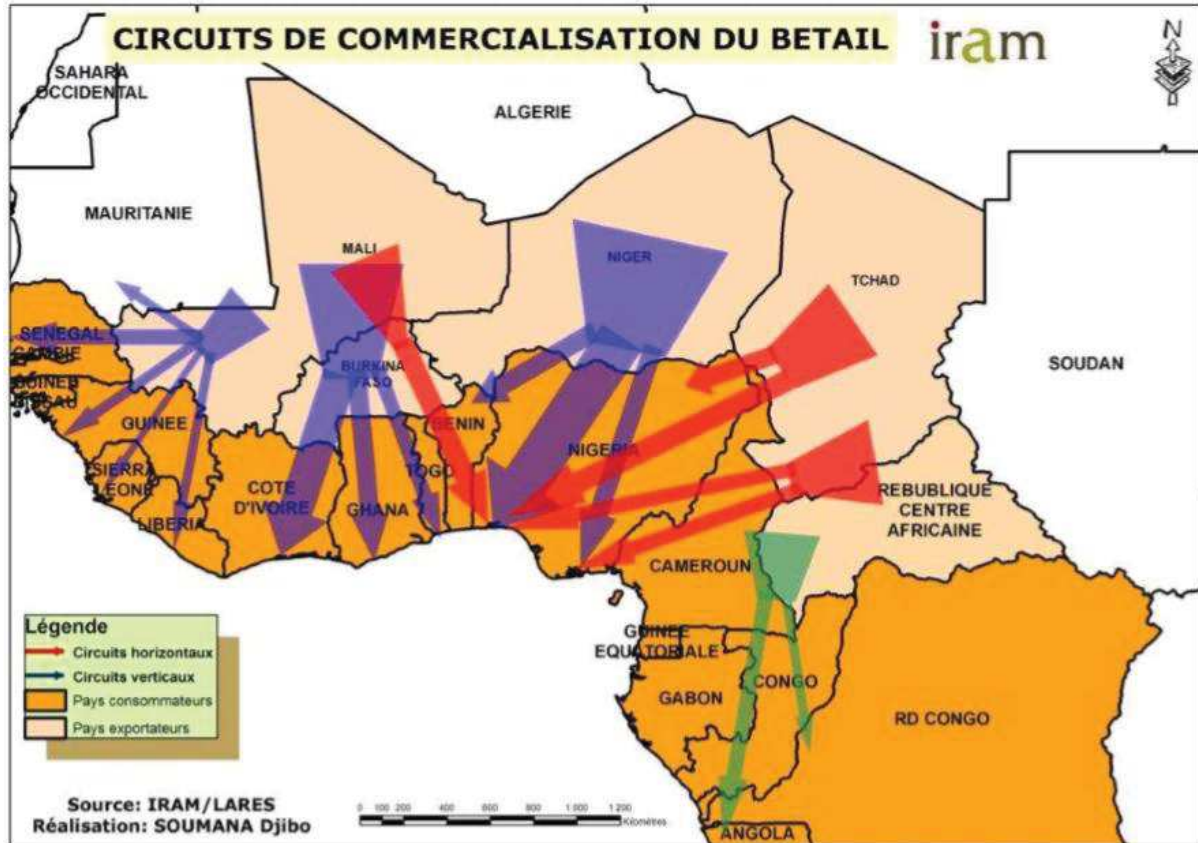 CIRCUITS DE COMMERCIALISATION DU BETAIL
iram
N
SAHARA
OCCIDENTAL
ALGERIE
MAURITANIE
MALI
NIGER
TCHAD
SENEGAL
GAMBIE
GUINEE
BISSAU
BURKINA
FASO
SOUDAN
GUINEE
BENIN
NIGERIA
SIERRA
LEONE
COTE
D'IVOIRE
TOGO
GHANA
LIBERIA
REBUBLIQUE
CENTRE
AFRICAINE
CAMEROUN
GUINEE
EQUATORIALE
GABON
CONGO
RD CONGO
ANGOLA
Légende
Circuits horizontaux
Circuits verticaux
Pays consommateurs
Pays exportateurs
Source: IRAM/LARES
Réalisation: SOUMANA Djibo
0 100 200 400 600 800 1 000 1 200
Kilomètres